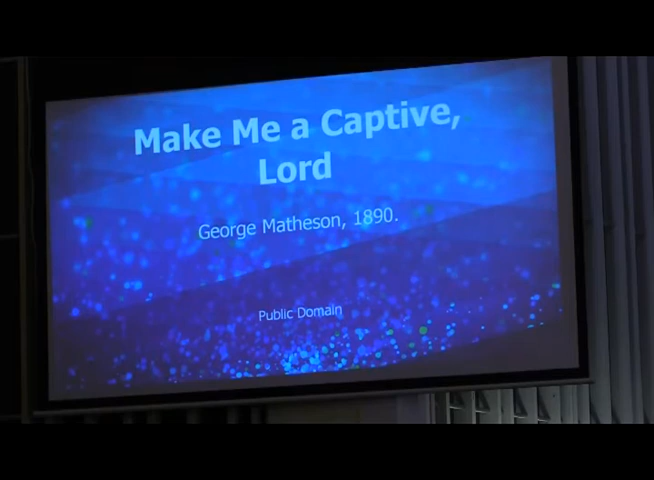 Make Me a Captive,
Lord
George Matheson, 1890.
Public Domain